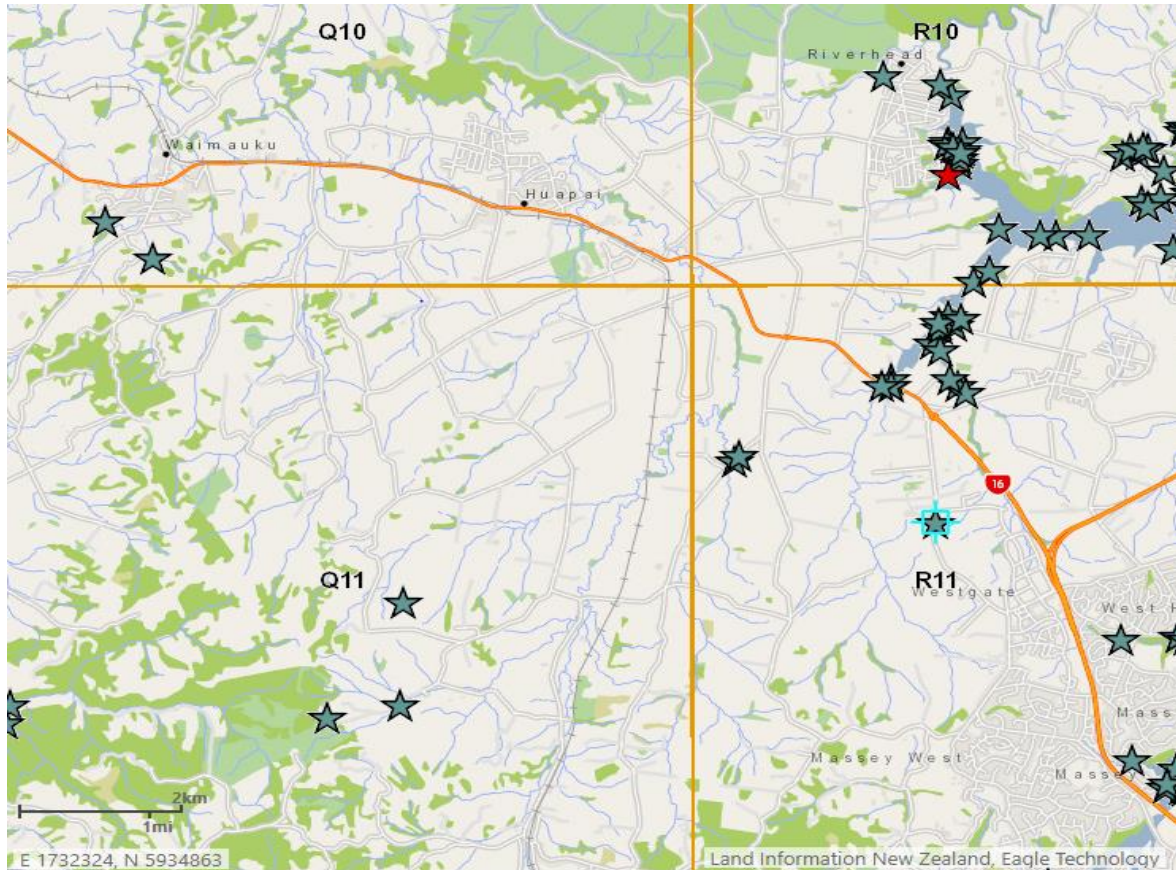 Q10
R10
Riverhead
Waimauku
Huapai
16
Q11
R11
Westgate
West H
Mass
Massey West
Massey
2km
1mi
E 1732324, N 5934863
Land Information New Zealand, Eagle Technology